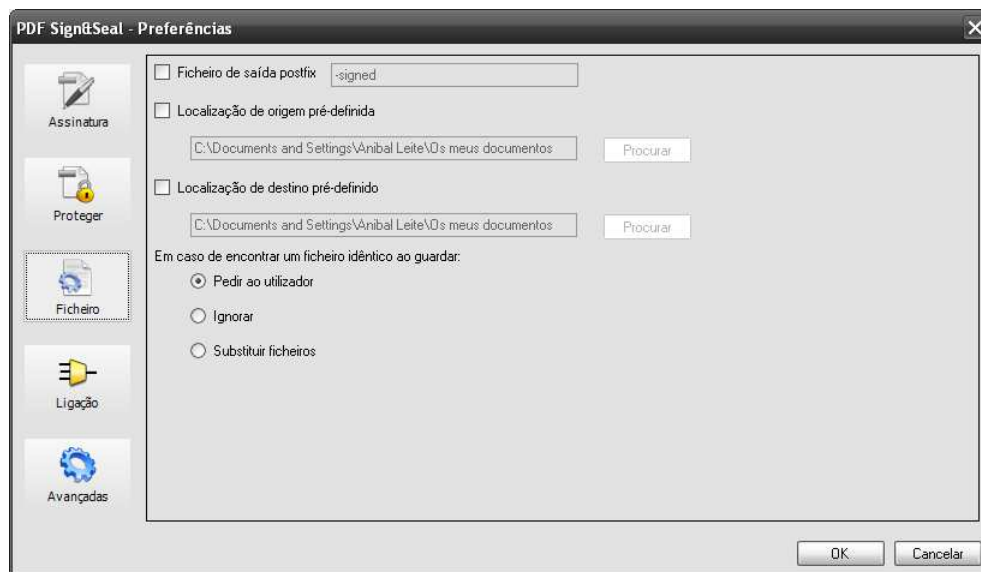 PDF Sign&Seal - Preferências
Assinatura
Proteger
Ficheiro
Ligação
Avançadas
Ficheiro de saída postfix -signed
Localização de origem pré-definida
C:\Documents and Settings\Anibal Leite\Os meus documentos Procurar
Localização de destino pré-definido
C:\Documents and Settings\Anibal Leite\Os meus documentos Procurar
Em caso de encontrar um ficheiro idêntico ao guardar:
Pedir ao utilizador
Ignorar
Substituir ficheiros
OK Cancelar